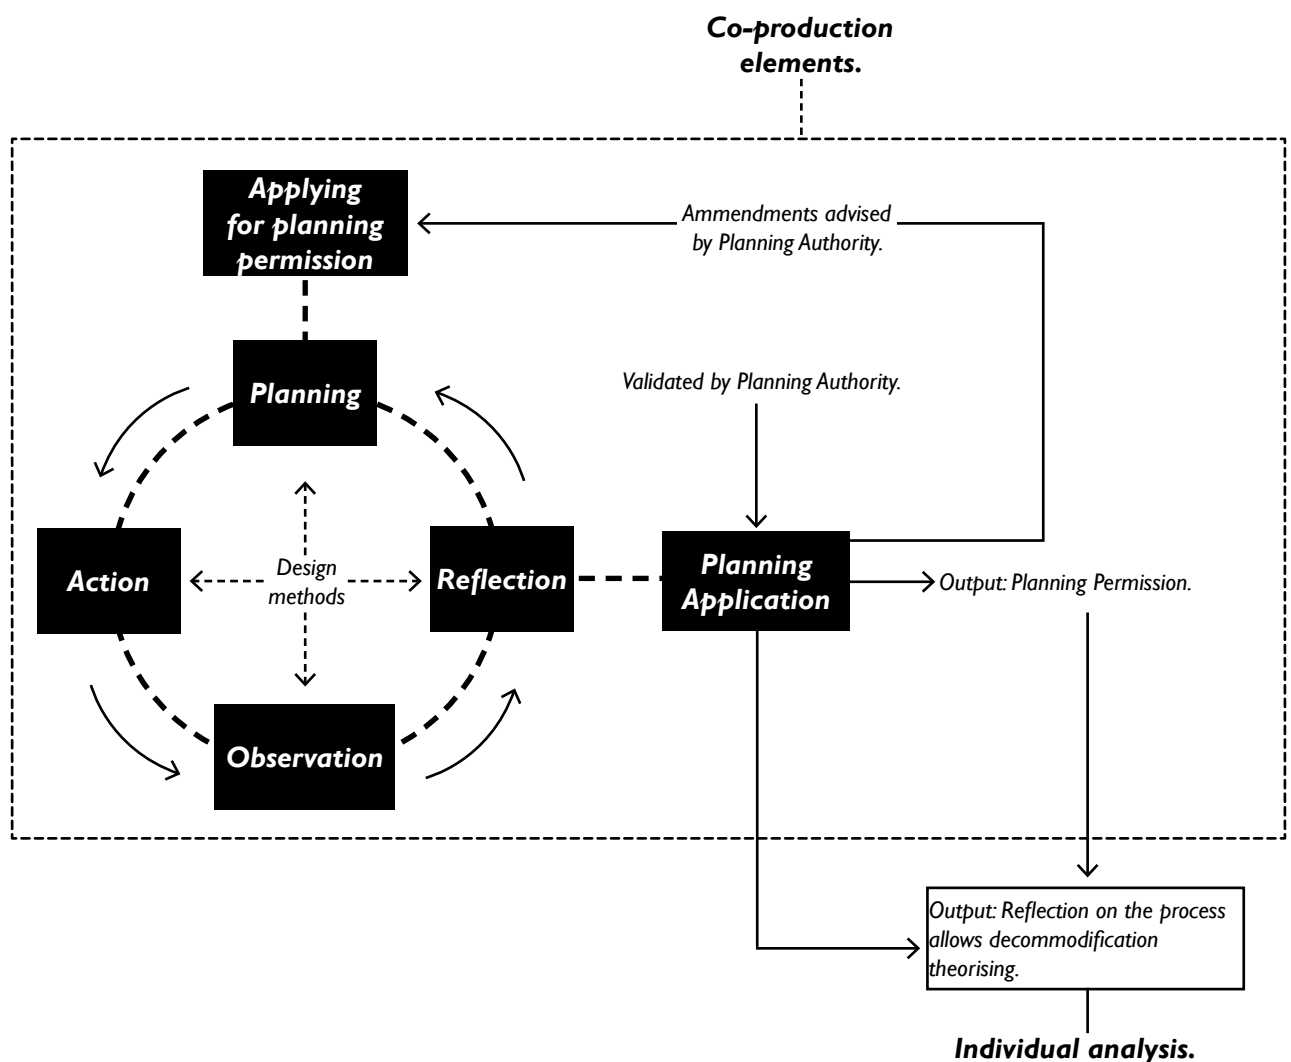 Co-production
elements.
Applying
for planning
permission
Ammendments advised
by Planning Authority.
Planning
Validated by Planning Authority.
Action
Design
methods
Reflection
Planning
Application
Output: Planning Permission.
Observation
Output: Reflection on the process
allows decommodification
theorising.
Individual analysis.